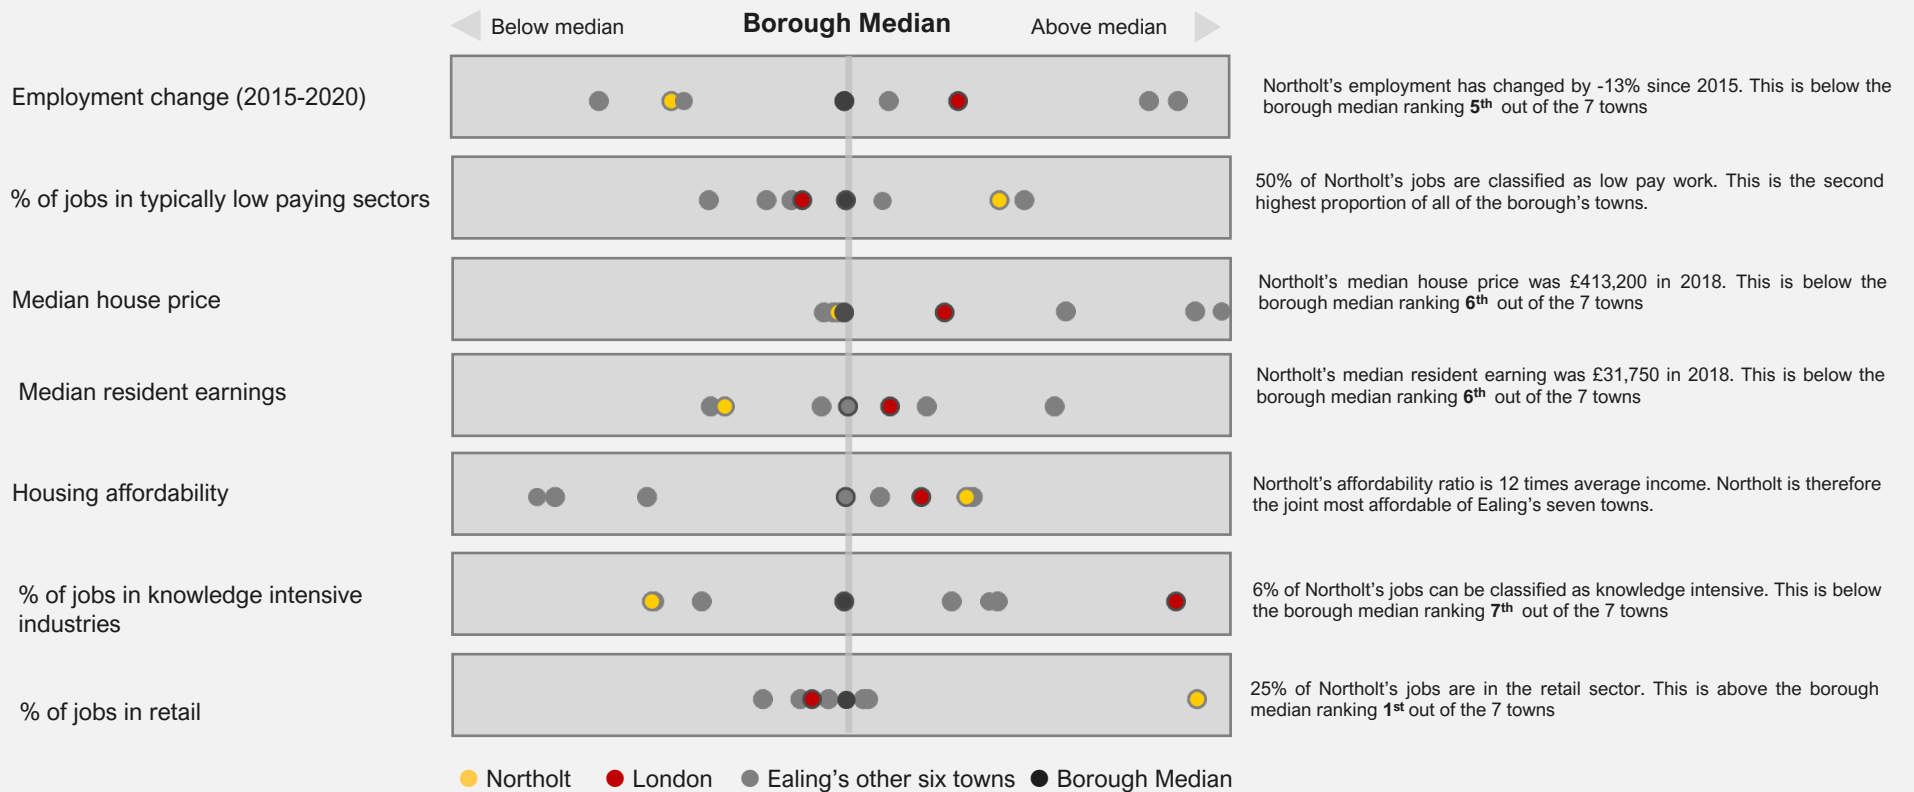 Below median
Borough Median
Above median
Employment change (2015-2020)
Northolt's employment has changed by -13% since 2015. This is below the
borough median ranking 5th out of the 7 towns
% of jobs in typically low paying sectors
50% of Northolt's jobs are classified as low pay work. This is the second
highest proportion of all of the borough's towns.
Median house price
Northolt's median house price was £413,200 in 2018. This is below the
borough median ranking 6th out of the 7 towns
Median resident earnings
Northolt's median resident earning was £31,750 in 2018. This is below the
borough median ranking 6th out of the 7 towns
Housing affordability
Northolt's affordability ratio is 12 times average income. Northolt is therefore
the joint most affordable of Ealing's seven towns.
% of jobs in knowledge intensive
industries
6% of Northolt's jobs can be classified as knowledge intensive. This is below
the borough median ranking 7th out of the 7 towns
% of jobs in retail
25% of Northolt's jobs are in the retail sector. This is above the borough
median ranking 1st out of the 7 towns
Northolt
London
Ealing's other six towns
Borough Median